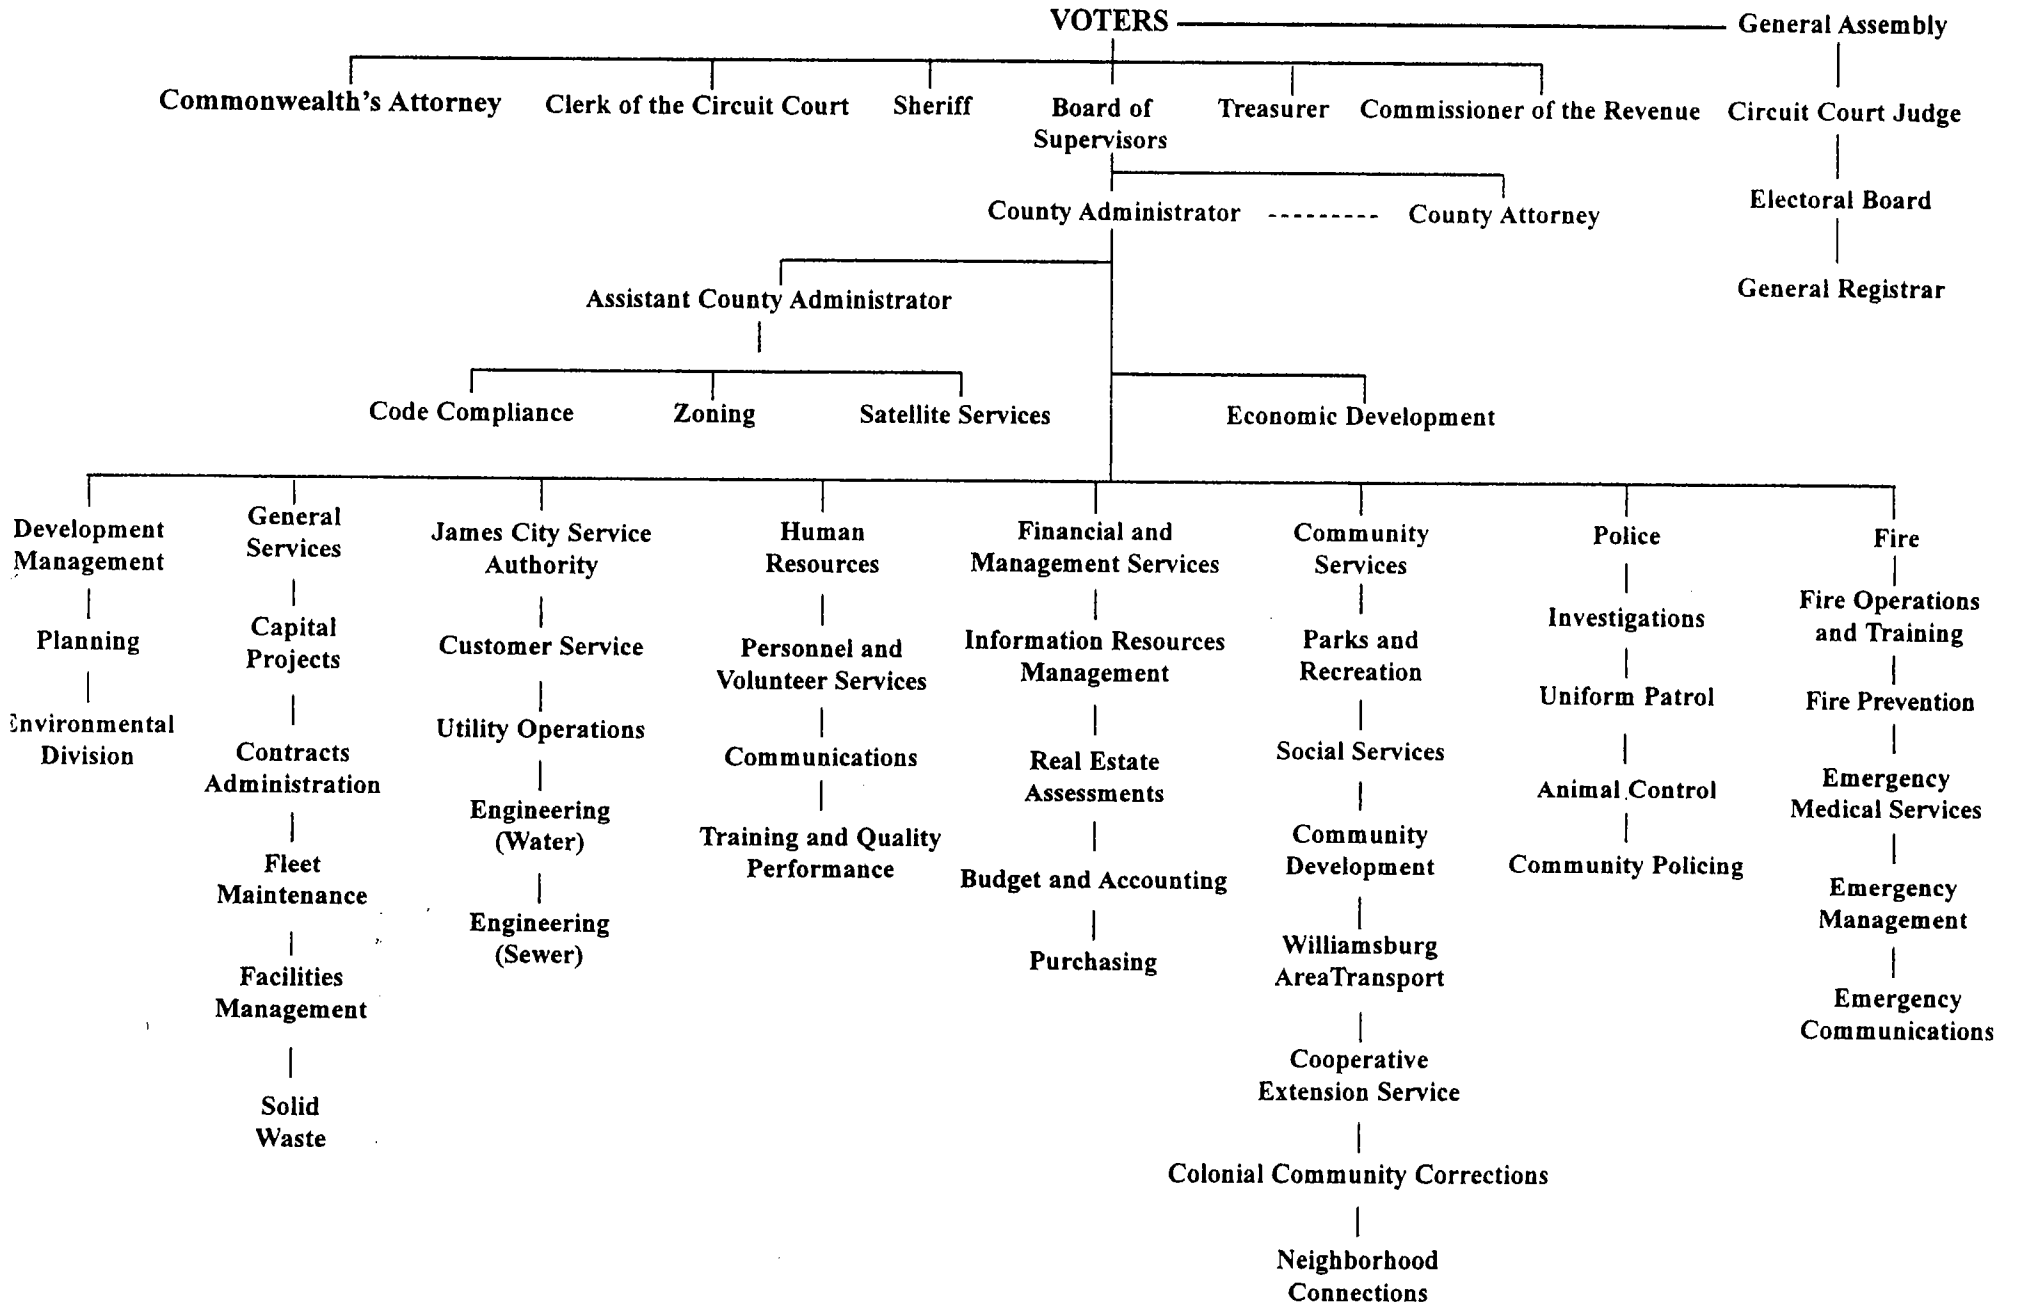 VOTERS
General Assembly
Commonwealth's Attorney
Clerk of the Circuit Court
Sheriff
Board of
Supervisors
Treasurer
Commissioner of the Revenue
Circuit Court Judge
Electoral Board
General Registrar
County Administrator
County Attorney
Assistant County Administrator
Code Compliance
Zoning
Satellite Services
Economic Development
Development
Management
Planning
Environmental
Division
General
Services
Capital
Projects
Contracts
Administration
Fleet
Maintenance
Facilities
Management
Solid
Waste
James City Service
Authority
Customer Service
Utility Operations
Engineering
(Water)
Engineering
(Sewer)
Human
Resources
Personnel and
Volunteer Services
Communications
Training and Quality
Performance
Financial and
Management Services
Information Resources
Management
Real Estate
Assessments
Budget and Accounting
Purchasing
Community
Services
Parks and
Recreation
Social Services
Community
Development
Williamsburg
AreaTransport
Cooperative
Extension Service
Colonial Community Corrections
Neighborhood
Connections
Police
Investigations
Uniform Patrol
Animal Control
Community Policing
Fire
Fire Operations
and Training
Fire Prevention
Emergency
Medical Services
Emergency
Management
Emergency
Communications